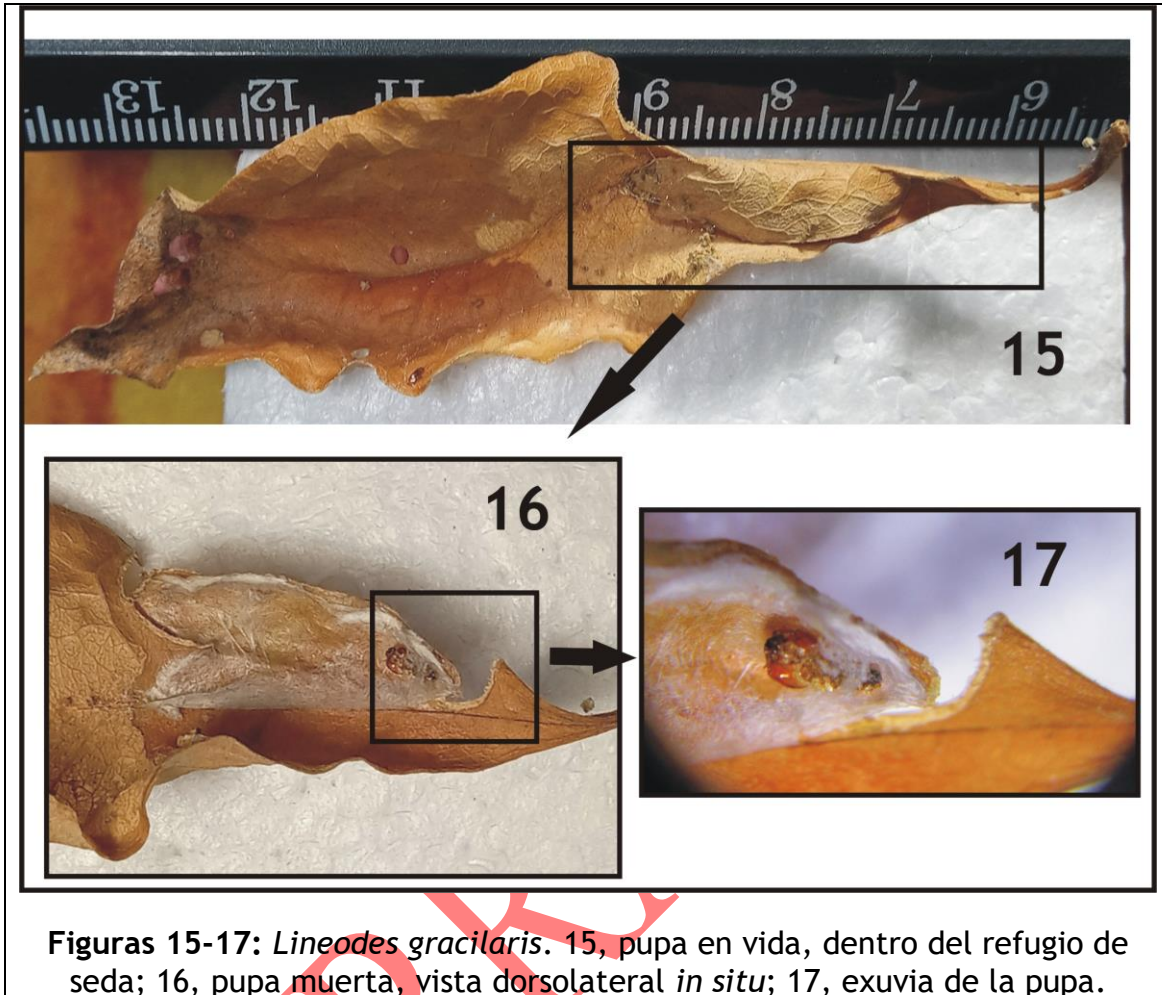 13 12 11 9 8 7 6
15
16
17
Figuras 15-17: Lineodes gracilaris. 15, pupa en vida, dentro del refugio de
seda; 16, pupa muerta, vista dorsolateral in situ; 17, exuvia de la pupa.